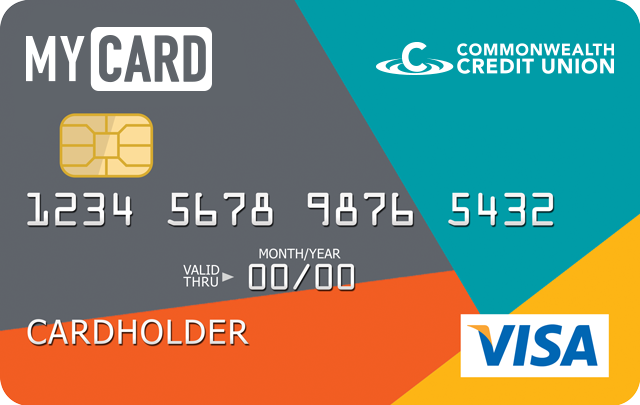 MY CARD
COMMONWEALTH
CREDIT UNION
1234 5678 9876 5432
MONTH/YEAR
VALID
THRU
00/00
CARDHOLDER
VISA